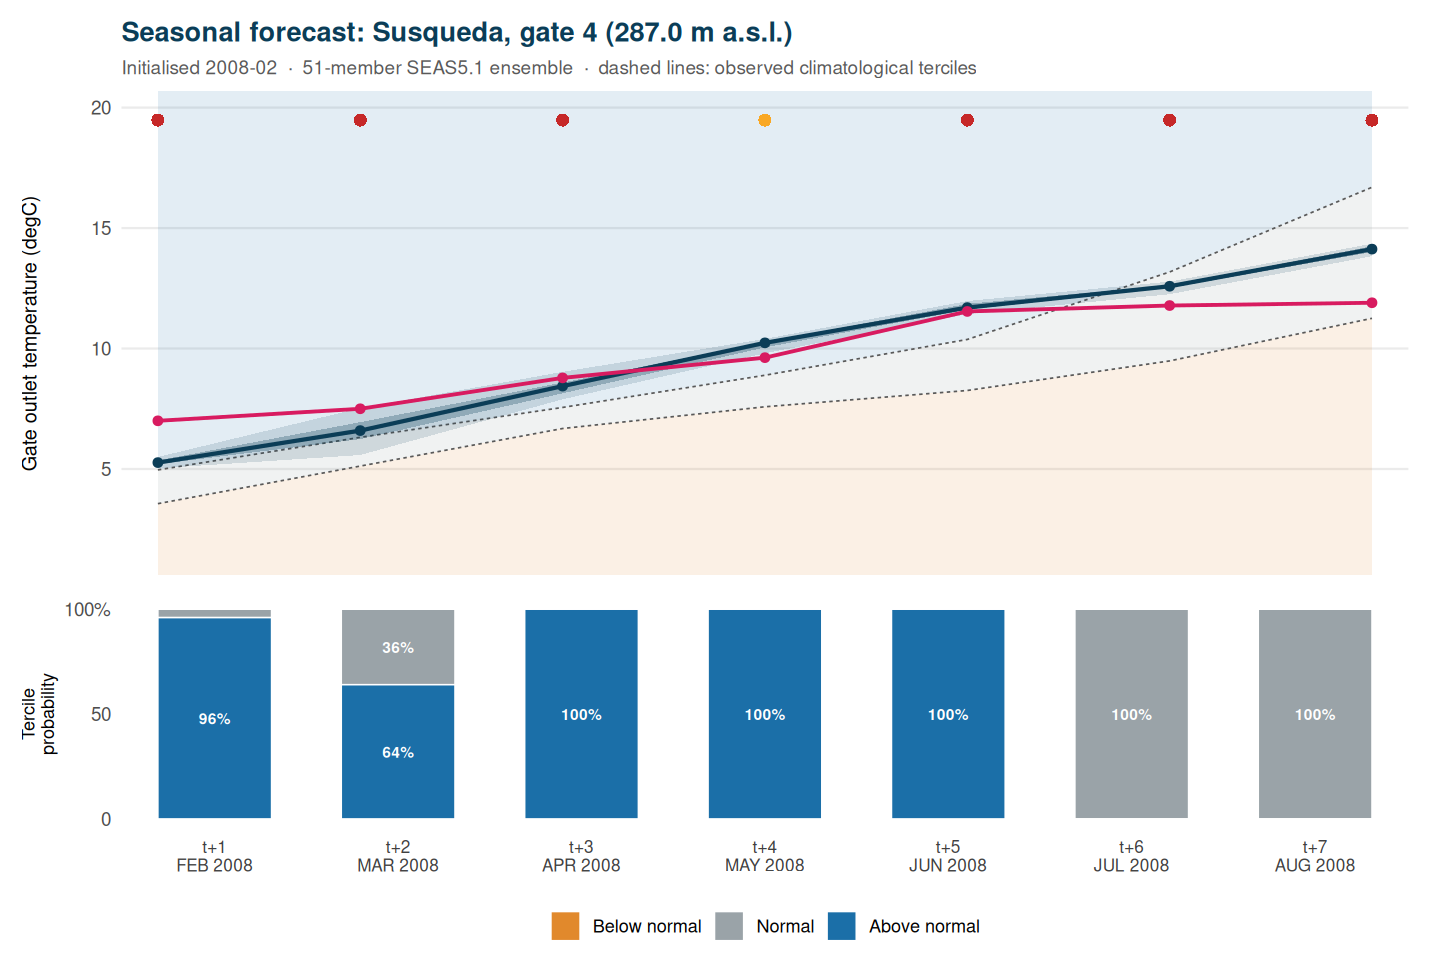 Seasonal forecast: Susqueda, gate 4 (287.0 m a.s.l.)
Initialised 2008-02 · 51-member SEAS5.1 ensemble · dashed lines: observed climatological terciles
Gate outlet temperature (degC)
20
15
10
5
Tercile
probability
100%
50
0
96%
36%
64%
100%
100%
100%
100%
100%
t+1
FEB 2008
t+2
MAR 2008
t+3
APR 2008
t+4
MAY 2008
t+5
JUN 2008
t+6
JUL 2008
t+7
AUG 2008
Below normal
Normal
Above normal